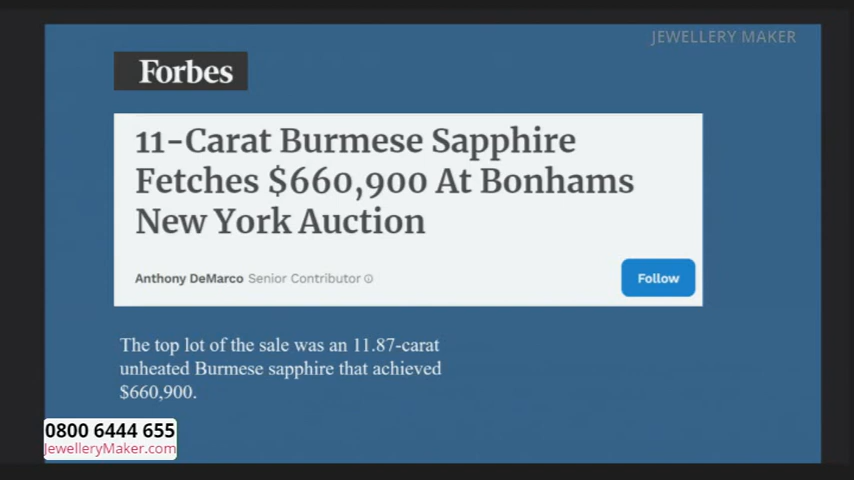 JEWELLERY MAKER
Forbes
11-Carat Burmese Sapphire
Fetches $660,900 At Bonhams
New York Auction
Anthony DeMarco Senior Contributor
Follow
The top lot of the sale was an 11.87-carat
unheated Burmese sapphire that achieved
$660,900.
0800 6444 655
JewelleryMaker.com